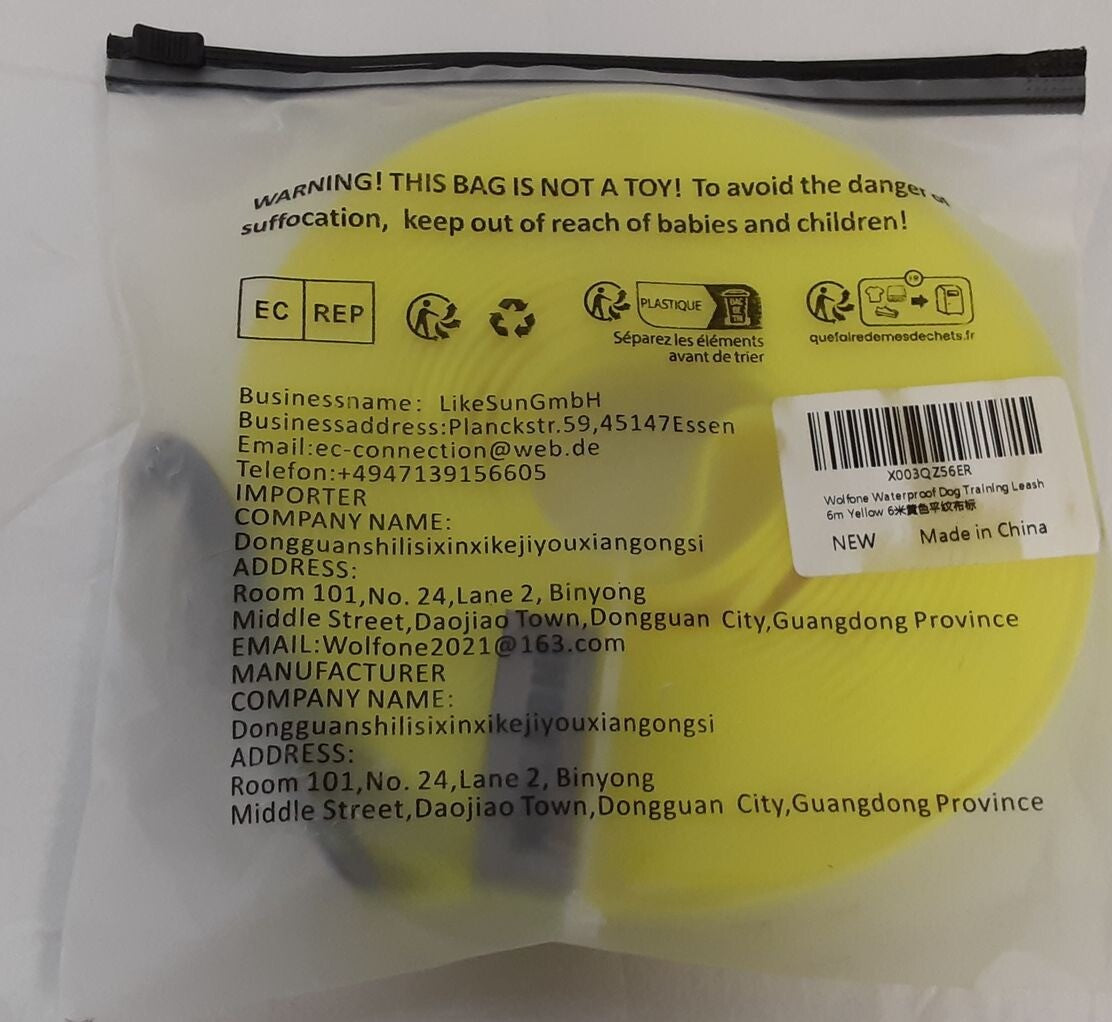 WARNING! THIS BAG IS NOT A TOY! To avoid the danger of
suffocation, keep out of reach of babies and children!
EC REP
PLASTIQUE
BAC DE TRI
Séparez les éléments
avant de trier
FR
quefairedemesdechets.fr
Businessname: LikeSunGmbH
Businessaddress:Planckstr.59,45147Essen
Email:ec-connection@web.de
Telefon:+4947139156605
IMPORTER
COMPANY NAME:
Dongguanshilisixinxikejiyouxiangongsi
ADDRESS:
Room 101,No. 24,Lane 2, Binyong
Middle Street,Daojiao Town,Dongguan City,Guangdong Province
EMAIL:Wolfone2021@163.com
MANUFACTURER
COMPANY NAME:
Dongguanshilisixinxikejiyouxiangongsi
ADDRESS:
Room 101,No. 24,Lane 2, Binyong
Middle Street,Daojiao Town,Dongguan City,Guangdong Province
X003QZ56ER
Wolfone Waterproof Dog Training Leash
6m Yellow 6米黄色平纹布标
NEW Made in China